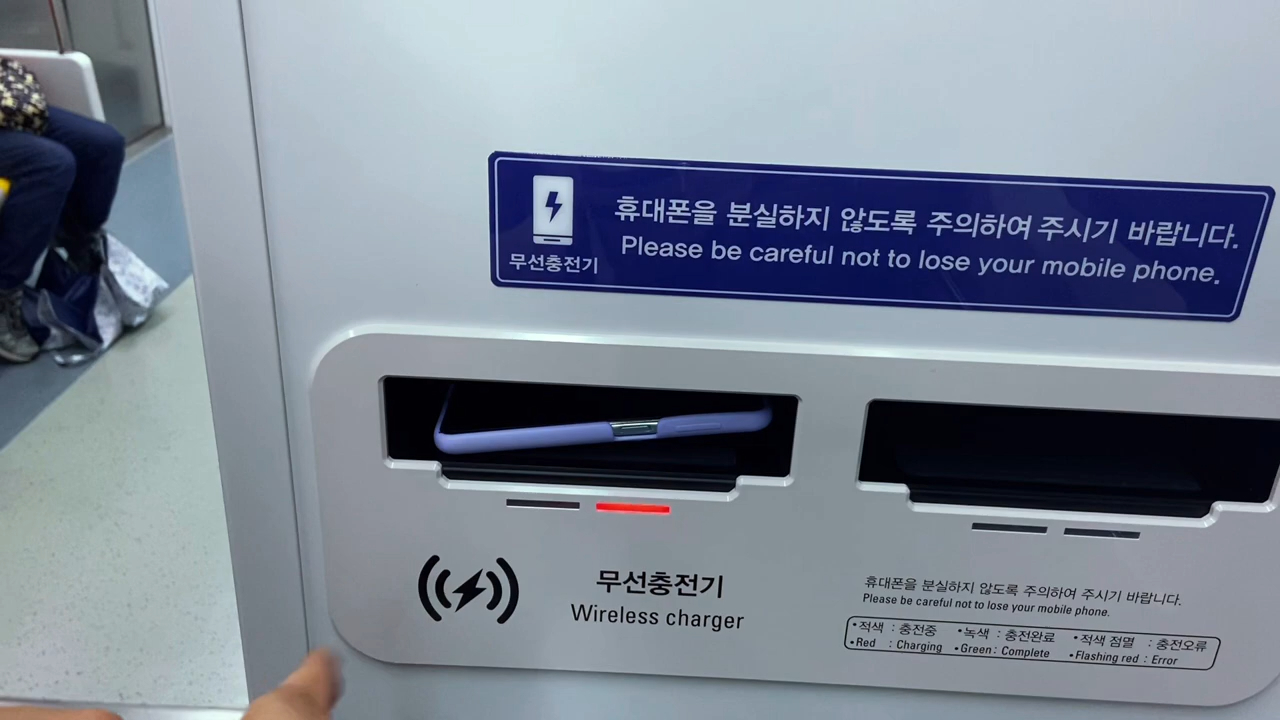 휴대폰을 분실하지 않도록 주의하여 주시기 바랍니다.
Please be careful not to lose your mobile phone.
무선충전기
무선충전기
Wireless charger
휴대폰을 분실하지 않도록 주의하여 주시기 바랍니다.
Please be careful not to lose your mobile phone.
•적색 : 충전중 •녹색 : 충전완료 •적색 점멸 : 충전오류
•Red : Charging •Green : Complete •Flashing red : Error